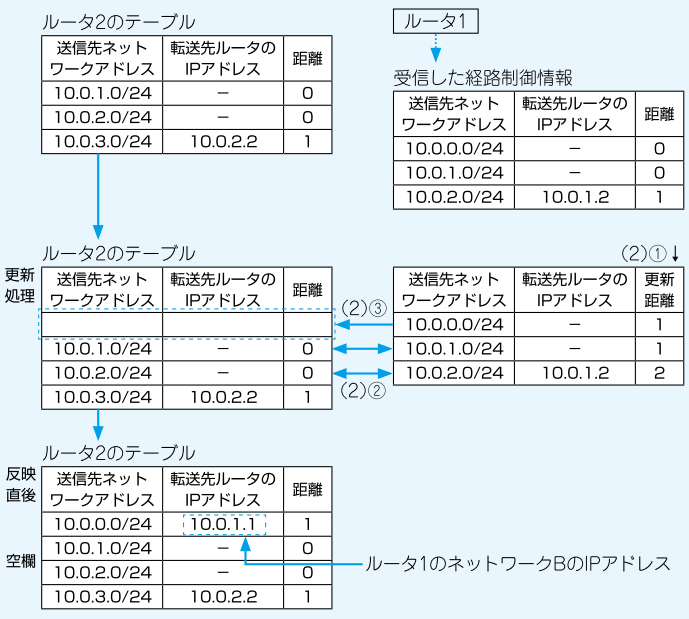 ルータ2のテーブル
送信先ネット
ワークアドレス
転送先ルータの
IPアドレス
距離
10.0.1.0/24 － 0
10.0.2.0/24 － 0
10.0.3.0/24 10.0.2.2 1
ルータ1
受信した経路制御情報
送信先ネット
ワークアドレス
転送先ルータの
IPアドレス
距離
10.0.0.0/24 － 0
10.0.1.0/24 － 0
10.0.2.0/24 10.0.1.2 1
更新
処理
ルータ2のテーブル
送信先ネット
ワークアドレス
転送先ルータの
IPアドレス
距離
10.0.1.0/24 － 0
10.0.2.0/24 － 0
10.0.3.0/24 10.0.2.2 1
(2)③
(2)②
(2)①↓
送信先ネット
ワークアドレス
転送先ルータの
IPアドレス
更新
距離
10.0.0.0/24 － 1
10.0.1.0/24 － 1
10.0.2.0/24 10.0.1.2 2
反映
直後
ルータ2のテーブル
送信先ネット
ワークアドレス
転送先ルータの
IPアドレス
距離
10.0.0.0/24 10.0.1.1 1
10.0.1.0/24 － 0
空欄
10.0.2.0/24 － 0
10.0.3.0/24 10.0.2.2 1
ルータ1のネットワークBのIPアドレス